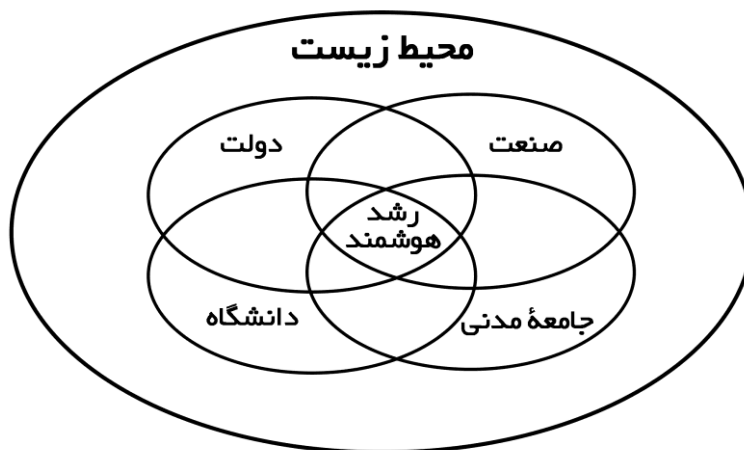 محیط زیست
صنعت
دولت
رشد
هوشمند
جامعهٔ مدنی
دانشگاه